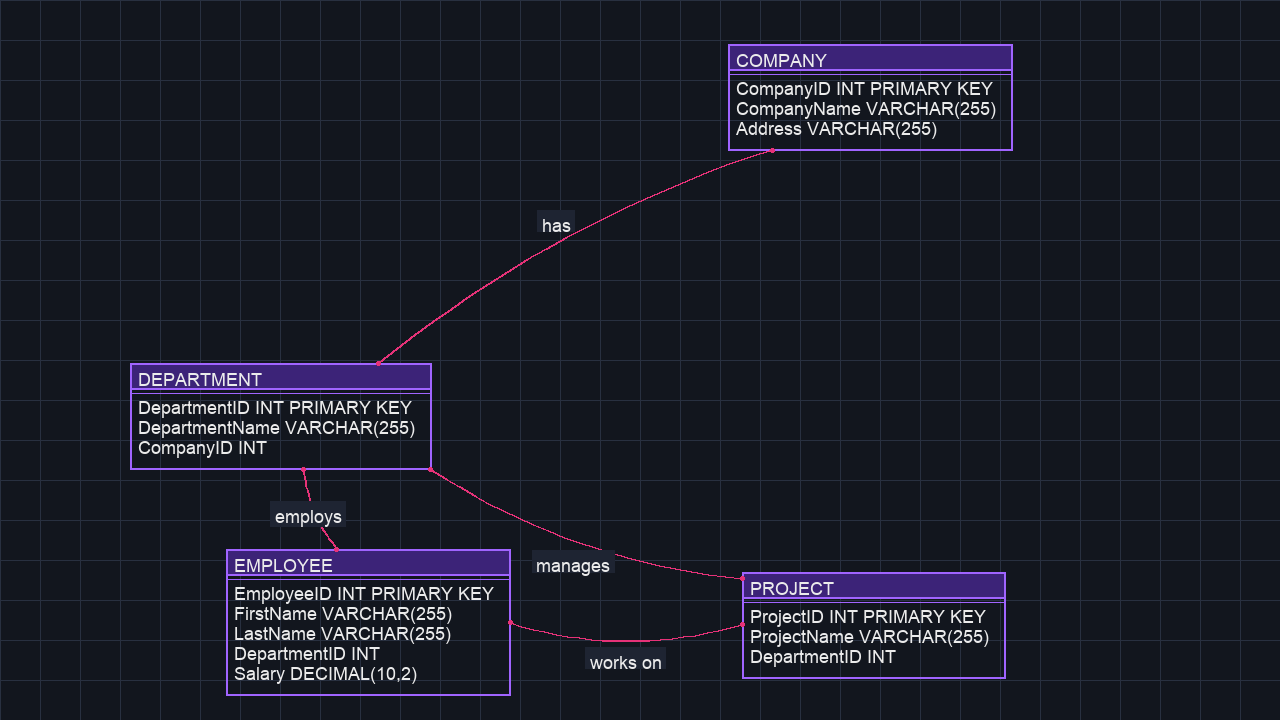 COMPANY
CompanyID INT PRIMARY KEY
CompanyName VARCHAR(255)
Address VARCHAR(255)
has
DEPARTMENT
DepartmentID INT PRIMARY KEY
DepartmentName VARCHAR(255)
CompanyID INT
employs
manages
EMPLOYEE
EmployeeID INT PRIMARY KEY
FirstName VARCHAR(255)
LastName VARCHAR(255)
DepartmentID INT
Salary DECIMAL(10,2)
works on
PROJECT
ProjectID INT PRIMARY KEY
ProjectName VARCHAR(255)
DepartmentID INT